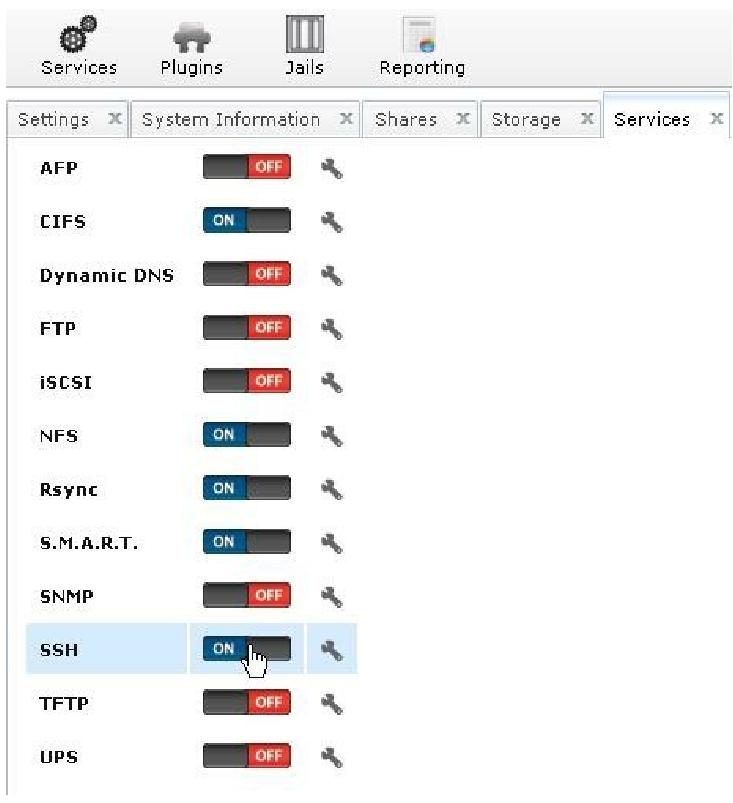 Services Plugins Jails Reporting
Settings x System Information x Shares x Storage x Services x
AFP OFF
CIFS ON
Dynamic DNS OFF
FTP OFF
iSCSI OFF
NFS ON
Rsync ON
S.M.A.R.T. ON
SNMP OFF
SSH ON
TFTP OFF
UPS OFF